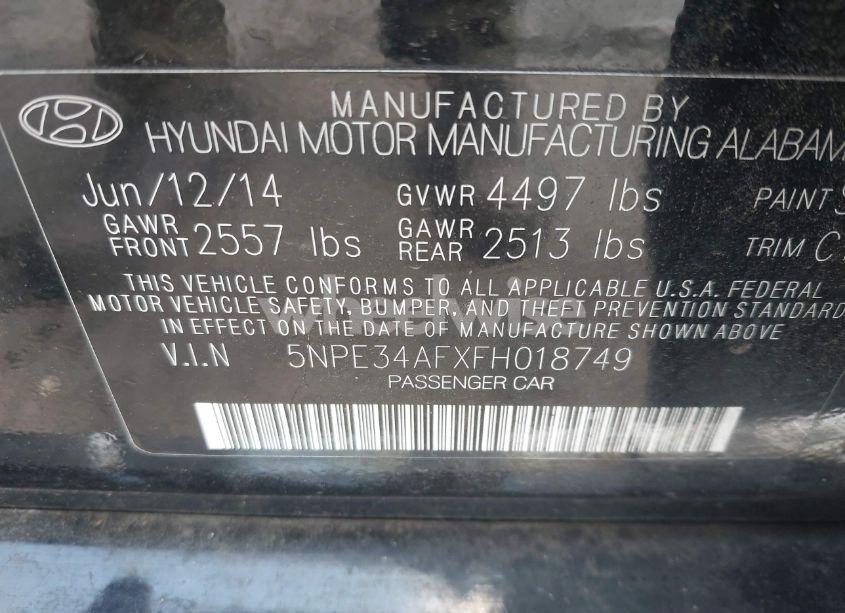 MANUFACTURED BY
HYUNDAI MOTOR MANUFACTURING ALABAM
Jun/12/14 GVWR 4497 lbs PAINT
GAWR FRONT 2557 lbs GAWR REAR 2513 lbs TRIM C
THIS VEHICLE CONFORMS TO ALL APPLICABLE U.S.A. FEDERAL
MOTOR VEHICLE SAFETY, BUMPER, AND THEFT PREVENTION STANDARD
IN EFFECT ON THE DATE OF MANUFACTURE SHOWN ABOVE
V.I.N 5NPE34AFXFH018749
PASSENGER CAR